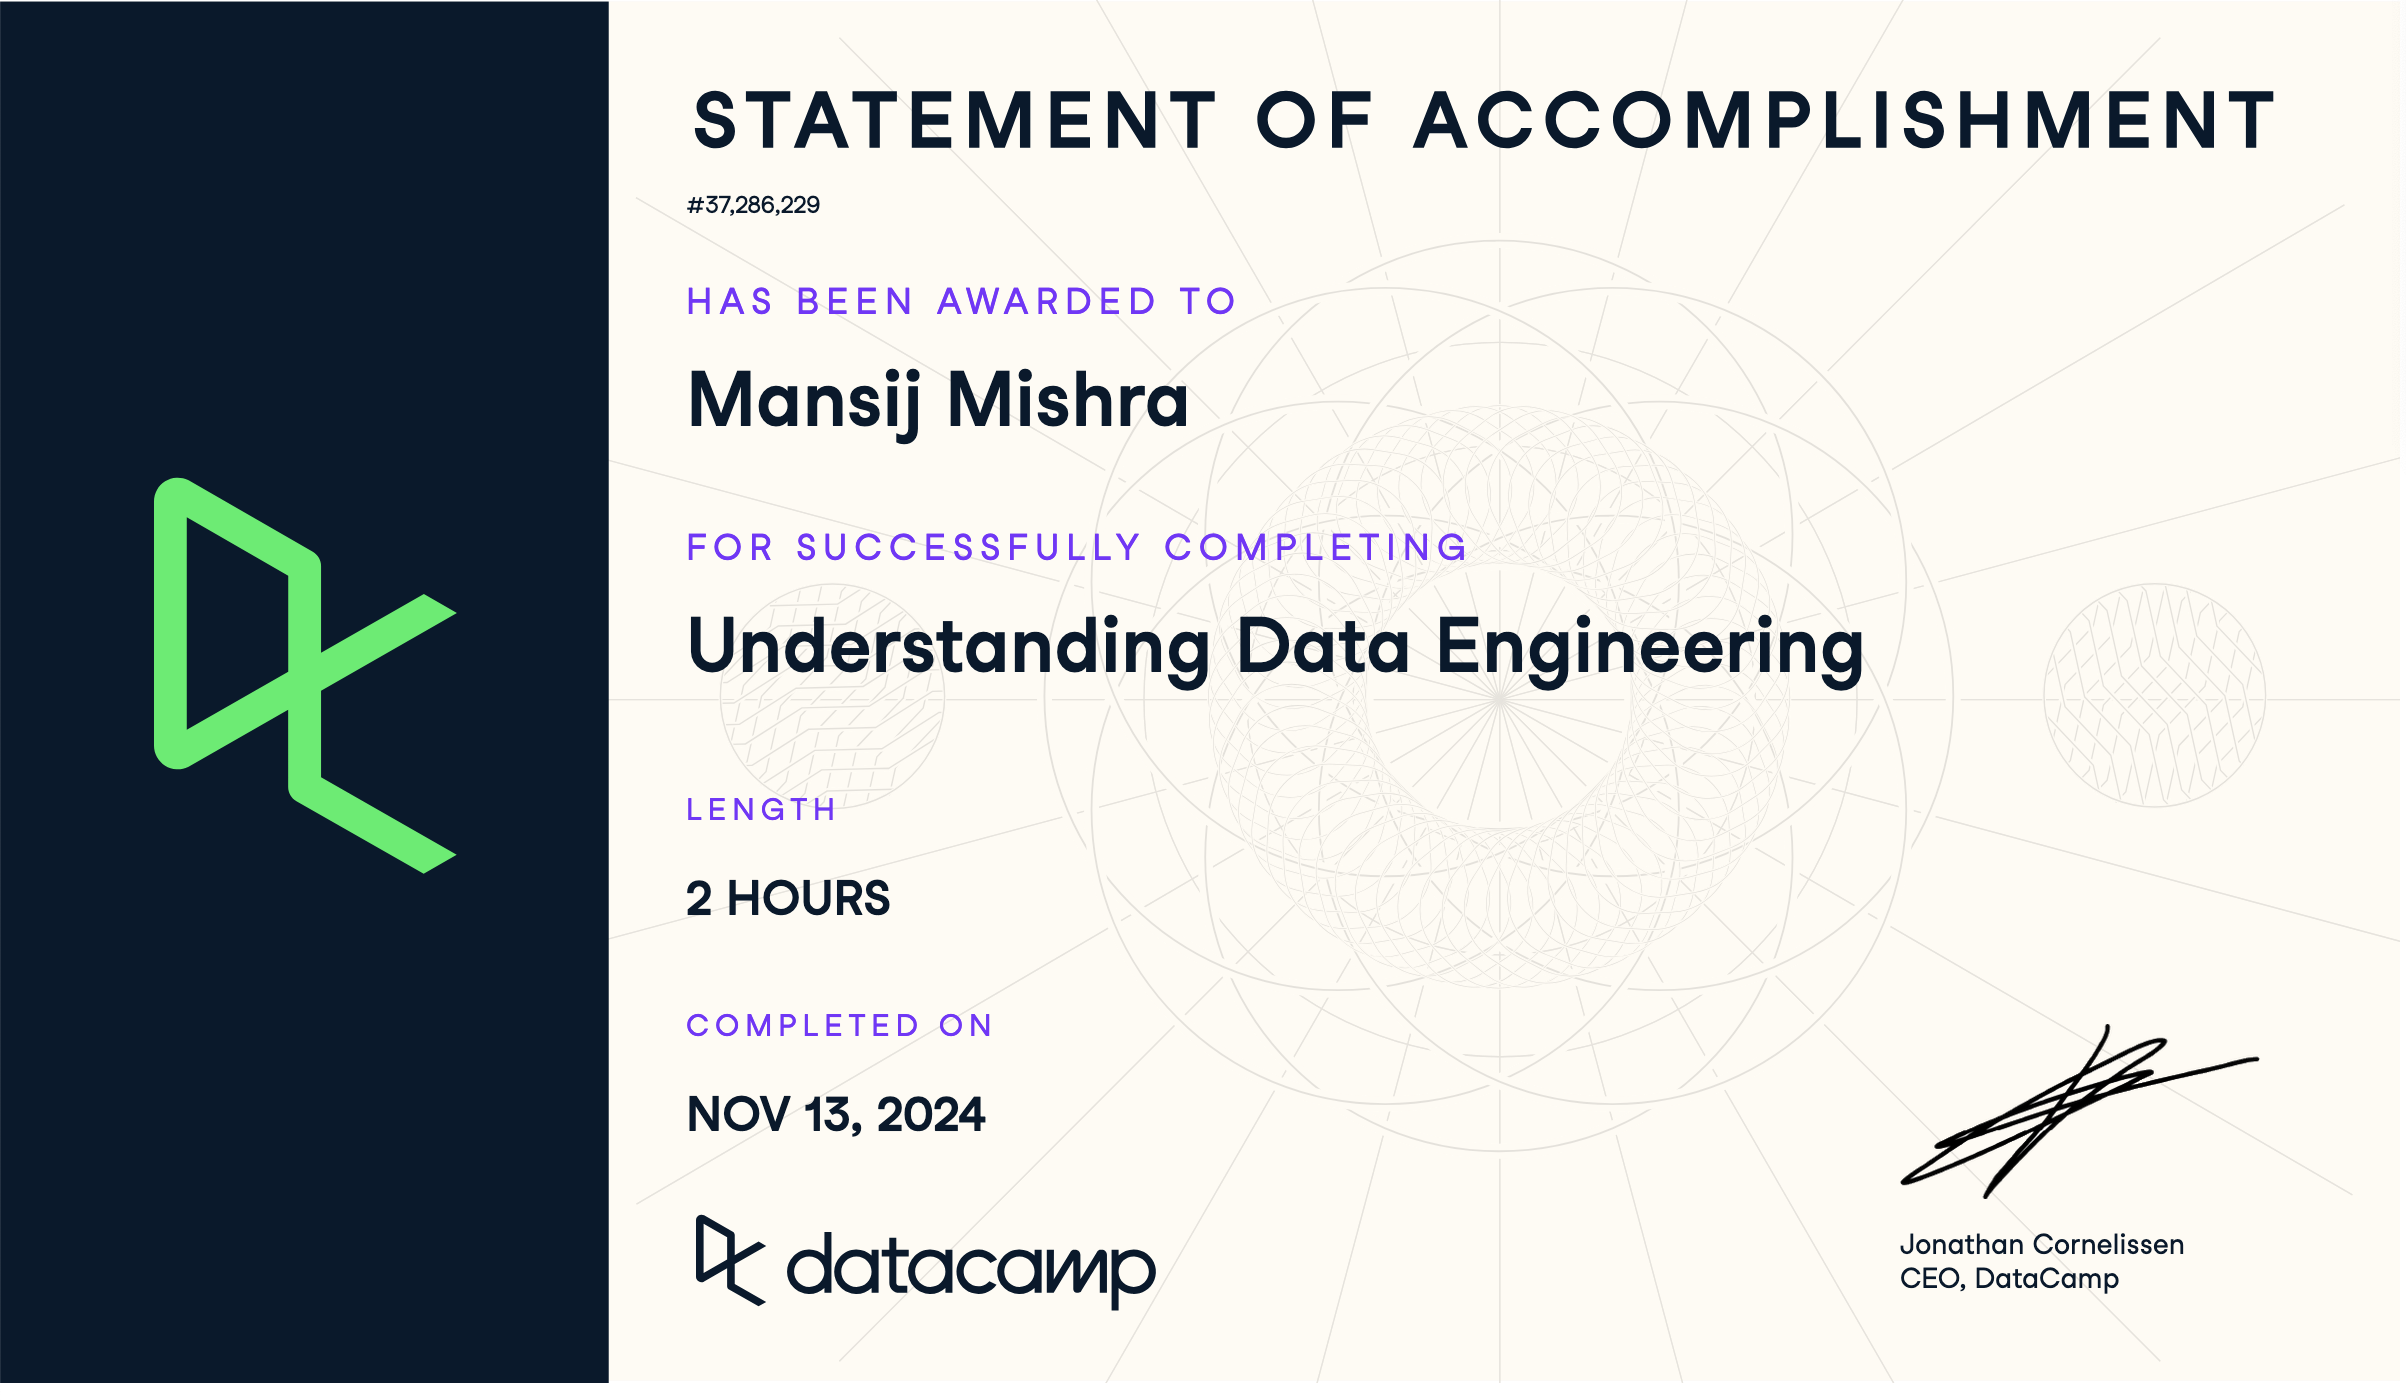 STATEMENT OF ACCOMPLISHMENT
#37,286,229
HAS BEEN AWARDED TO
Mansij Mishra
FOR SUCCESSFULLY COMPLETING
Understanding Data Engineering
LENGTH
2 HOURS
COMPLETED ON
NOV 13, 2024
datacamp
Jonathan Cornelissen
CEO, DataCamp